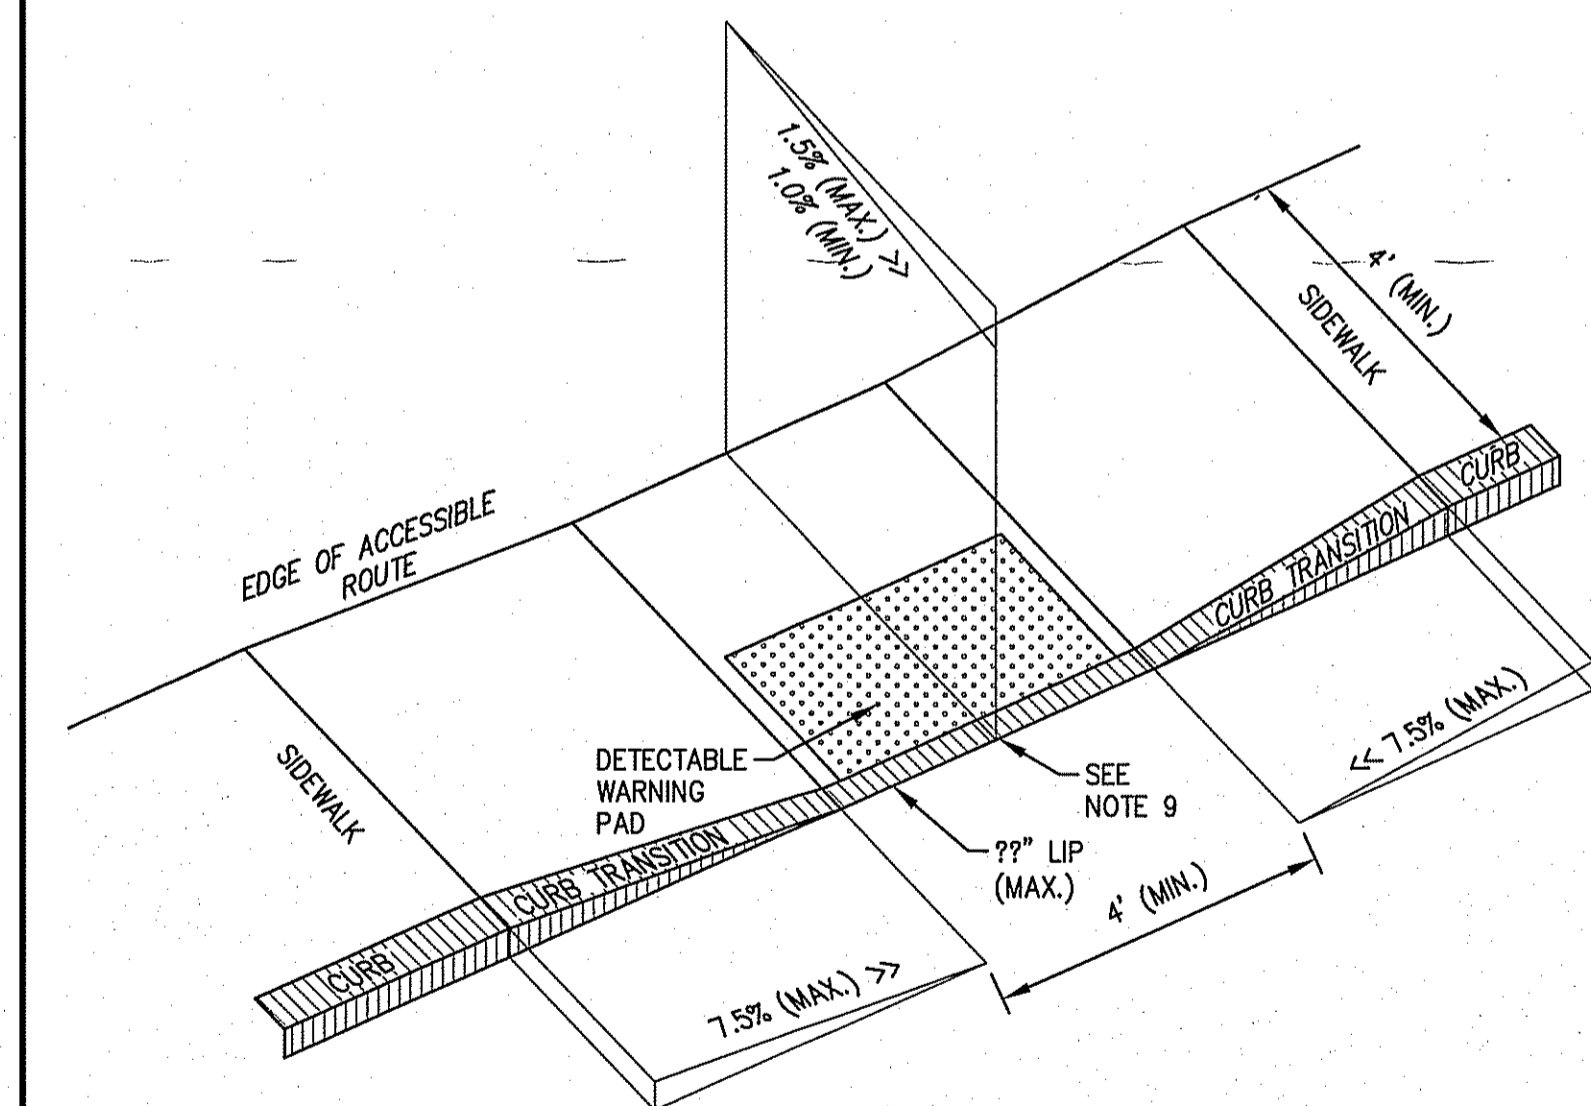 1.5% (MAX.) >>
1.0% (MIN.)
4' (MIN.)
SIDEWALK
CURB
CURB TRANSITION
EDGE OF ACCESSIBLE
ROUTE
<< 7.5% (MAX.)
DETECTABLE
WARNING
PAD
SEE
NOTE 9
SIDEWALK
??" LIP
(MAX.)
4' (MIN.)
CURB TRANSITION
CURB
7.5% (MAX.) >>